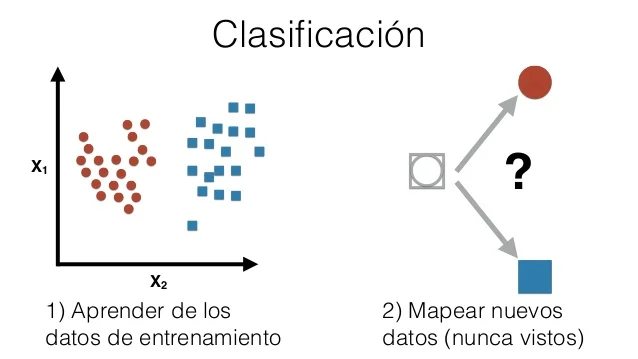 Clasificación
X₁
X₂
?
1) Aprender de los
datos de entrenamiento
2) Mapear nuevos
datos (nunca vistos)